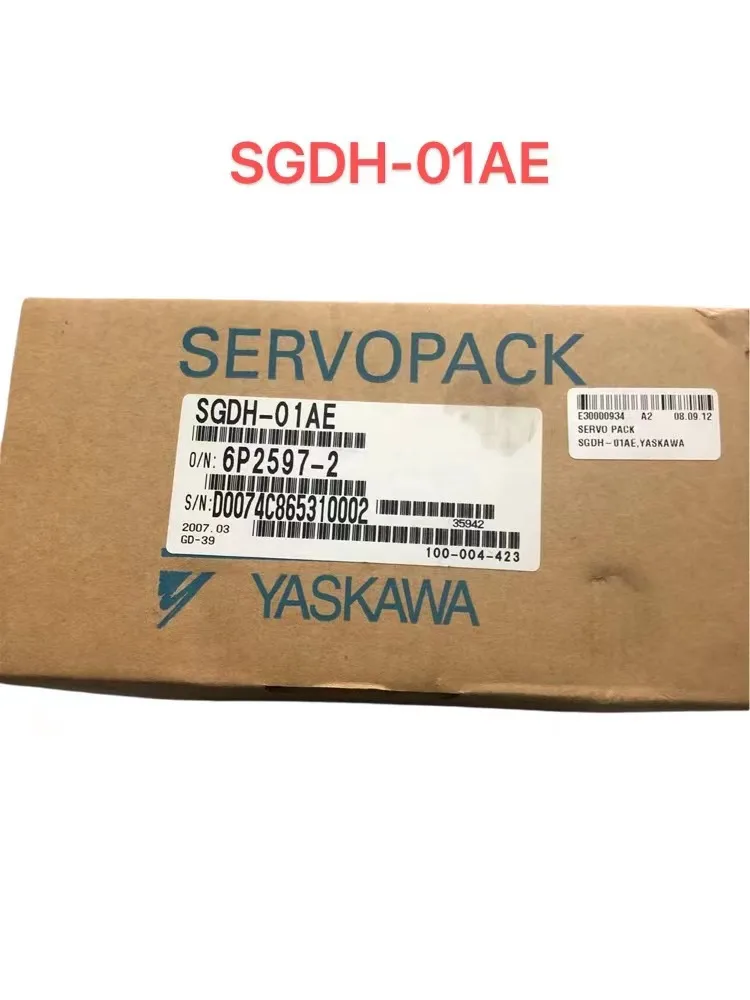 SGDH-01AE
SERVOPACK
SGDH-01AE
O/N: 6P2597-2
S/N: D0074C865310002
35942
2007.03
GD-39
100-004-423
E30000934 A2 08.09.12
SERVO PACK
SGDH-01AE,YASKAWA
YASKAWA